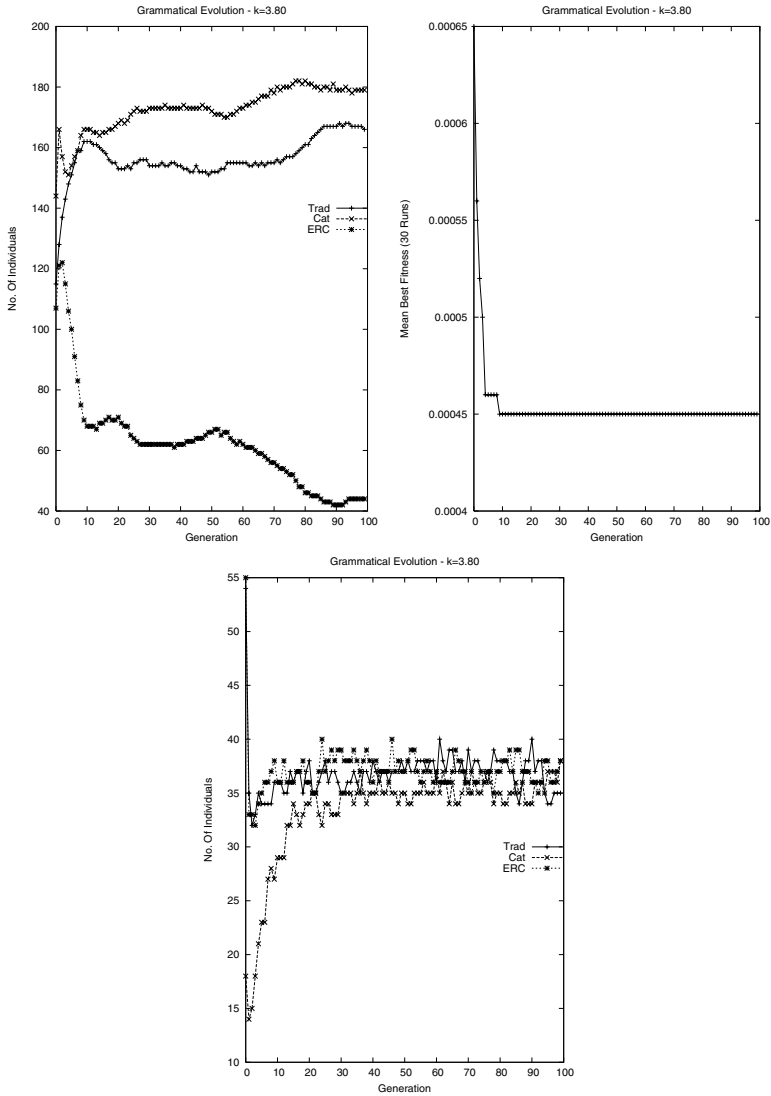 Grammatical Evolution - k=3.80
200
180
160
140
120
100
80
60
40
No. Of Individuals
Trad
Cat
ERC
0 10 20 30 40 50 60 70 80 90 100
Generation
Grammatical Evolution - k=3.80
0.00065
0.0006
0.00055
0.0005
0.00045
0.0004
Mean Best Fitness (30 Runs)
0 10 20 30 40 50 60 70 80 90 100
Generation
Grammatical Evolution - k=3.80
55
50
45
40
35
30
25
20
15
10
No. Of Individuals
Trad
Cat
ERC
0 10 20 30 40 50 60 70 80 90 100
Generation